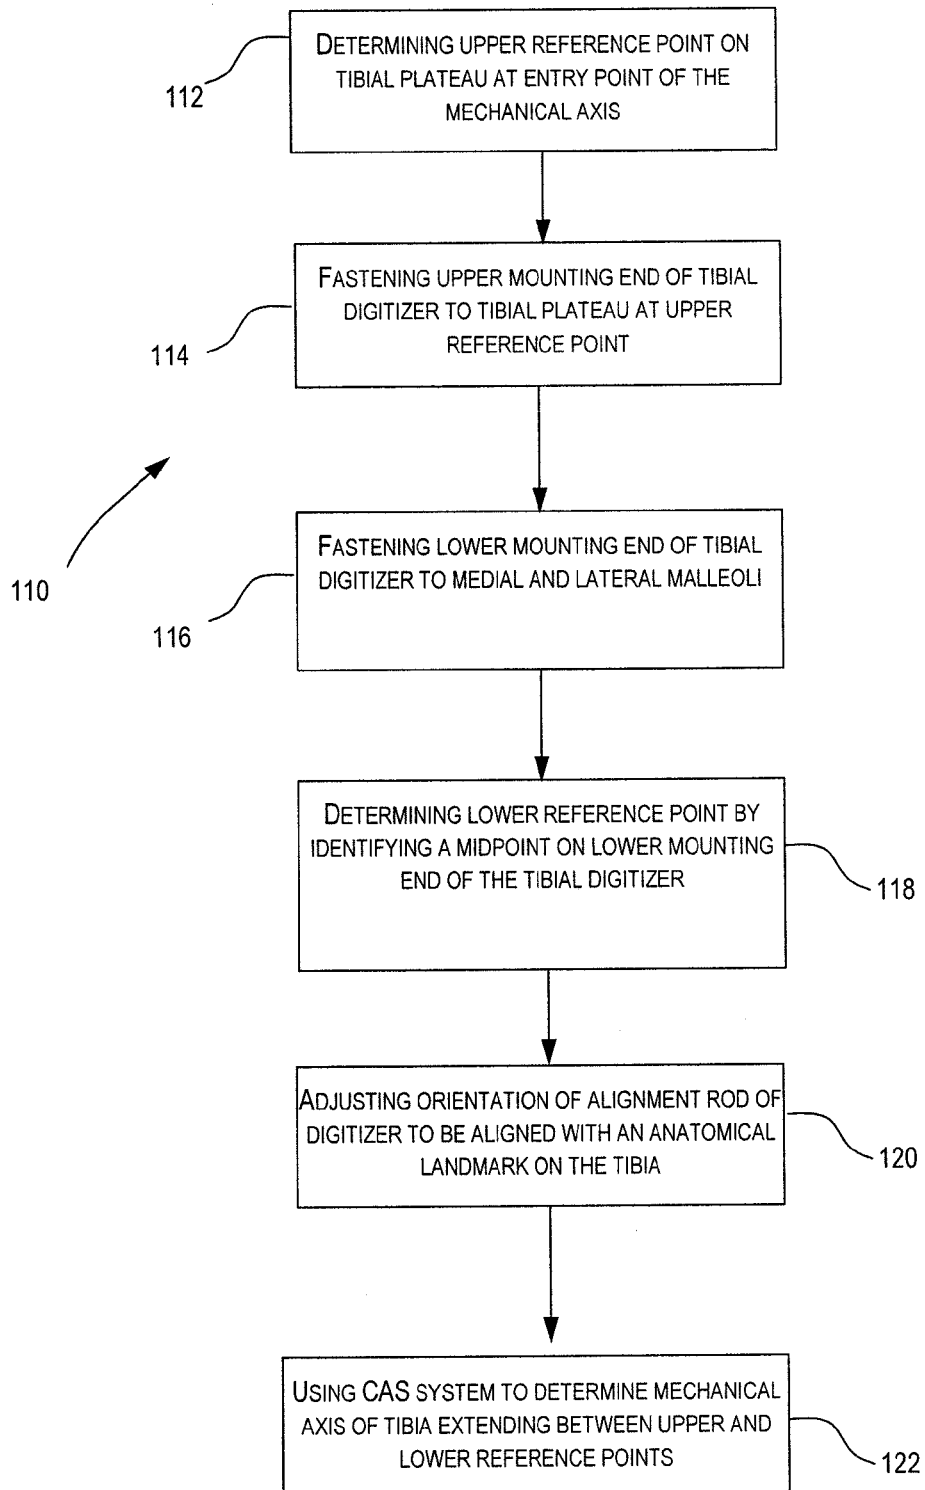 DETERMINING UPPER REFERENCE POINT ON
TIBIAL PLATEAU AT ENTRY POINT OF THE
MECHANICAL AXIS
112
FASTENING UPPER MOUNTING END OF TIBIAL
DIGITIZER TO TIBIAL PLATEAU AT UPPER
REFERENCE POINT
114
110
FASTENING LOWER MOUNTING END OF TIBIAL
DIGITIZER TO MEDIAL AND LATERAL MALLEOLI
116
DETERMINING LOWER REFERENCE POINT BY
IDENTIFYING A MIDPOINT ON LOWER MOUNTING
END OF THE TIBIAL DIGITIZER
118
ADJUSTING ORIENTATION OF ALIGNMENT ROD OF
DIGITIZER TO BE ALIGNED WITH AN ANATOMICAL
LANDMARK ON THE TIBIA
120
USING CAS SYSTEM TO DETERMINE MECHANICAL
AXIS OF TIBIA EXTENDING BETWEEN UPPER AND
LOWER REFERENCE POINTS
122